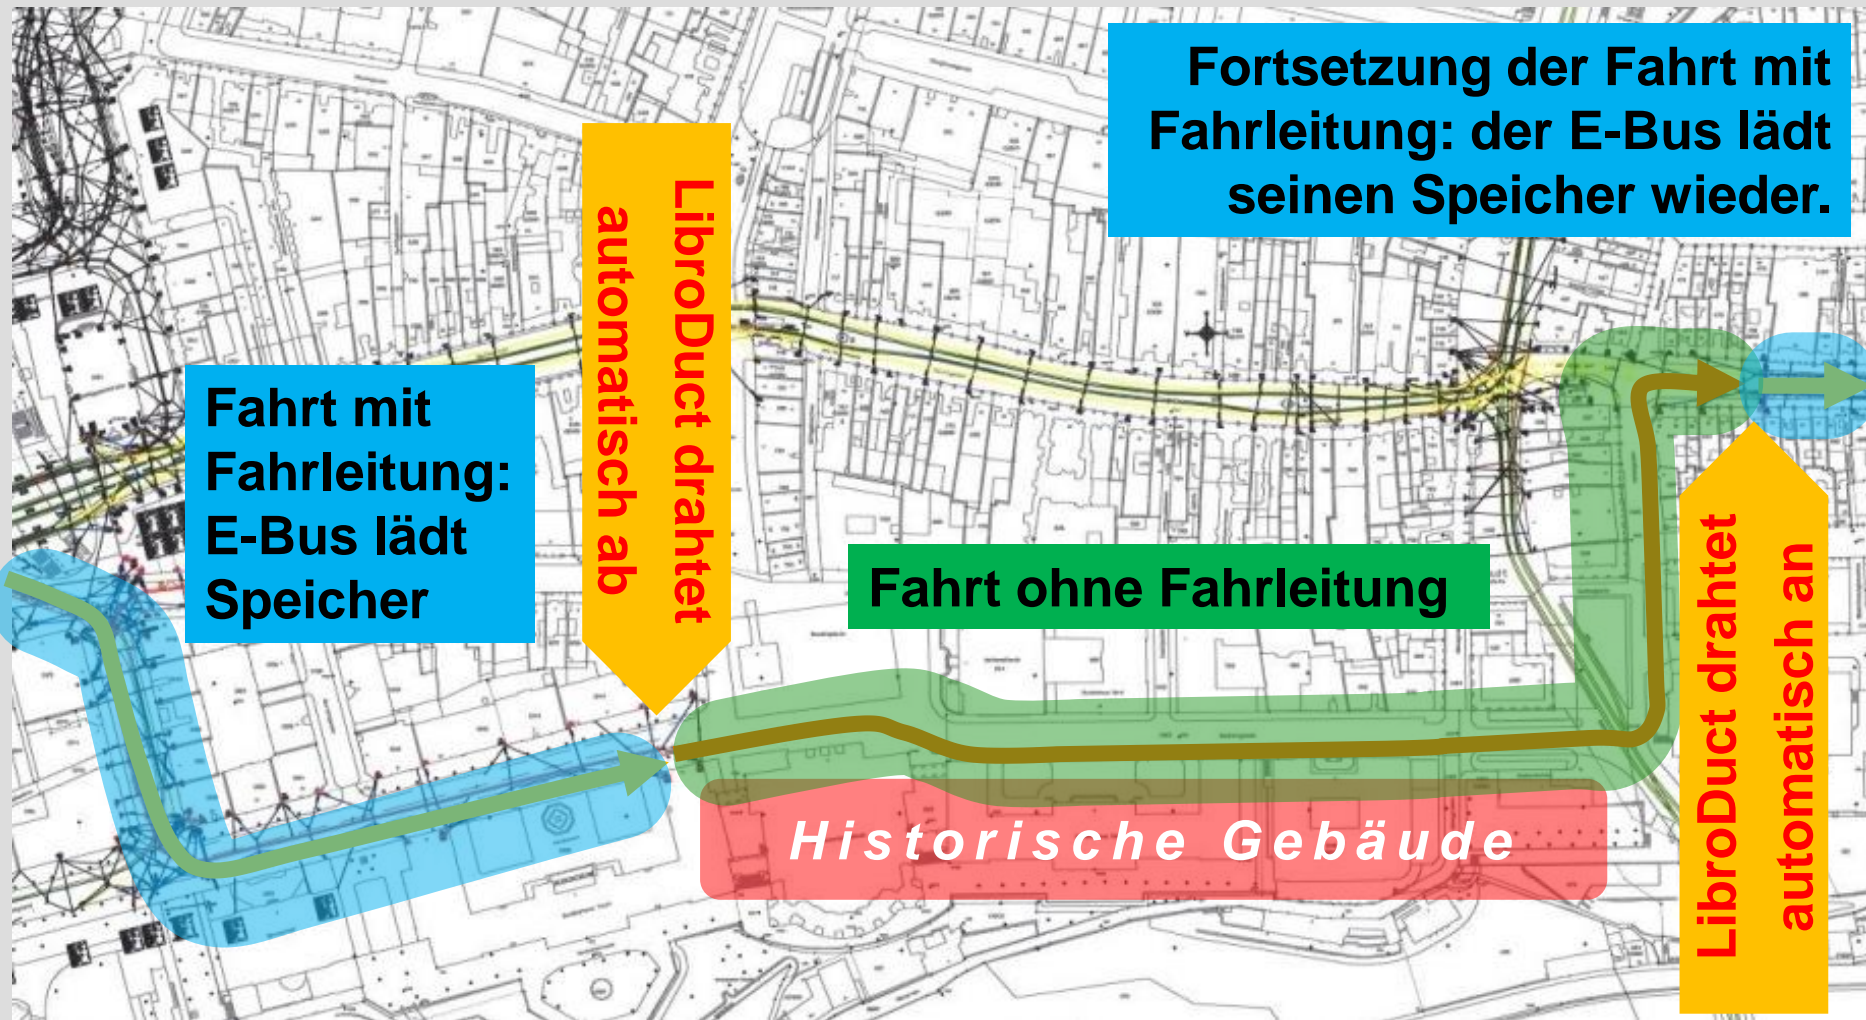 Fortsetzung der Fahrt mit
Fahrleitung: der E-Bus lädt
seinen Speicher wieder.
LibroDuct drahtet
automatisch ab
Fahrt mit
Fahrleitung:
E-Bus lädt
Speicher
Fahrt ohne Fahrleitung
LibroDuct drahtet
automatisch an
Historische Gebäude